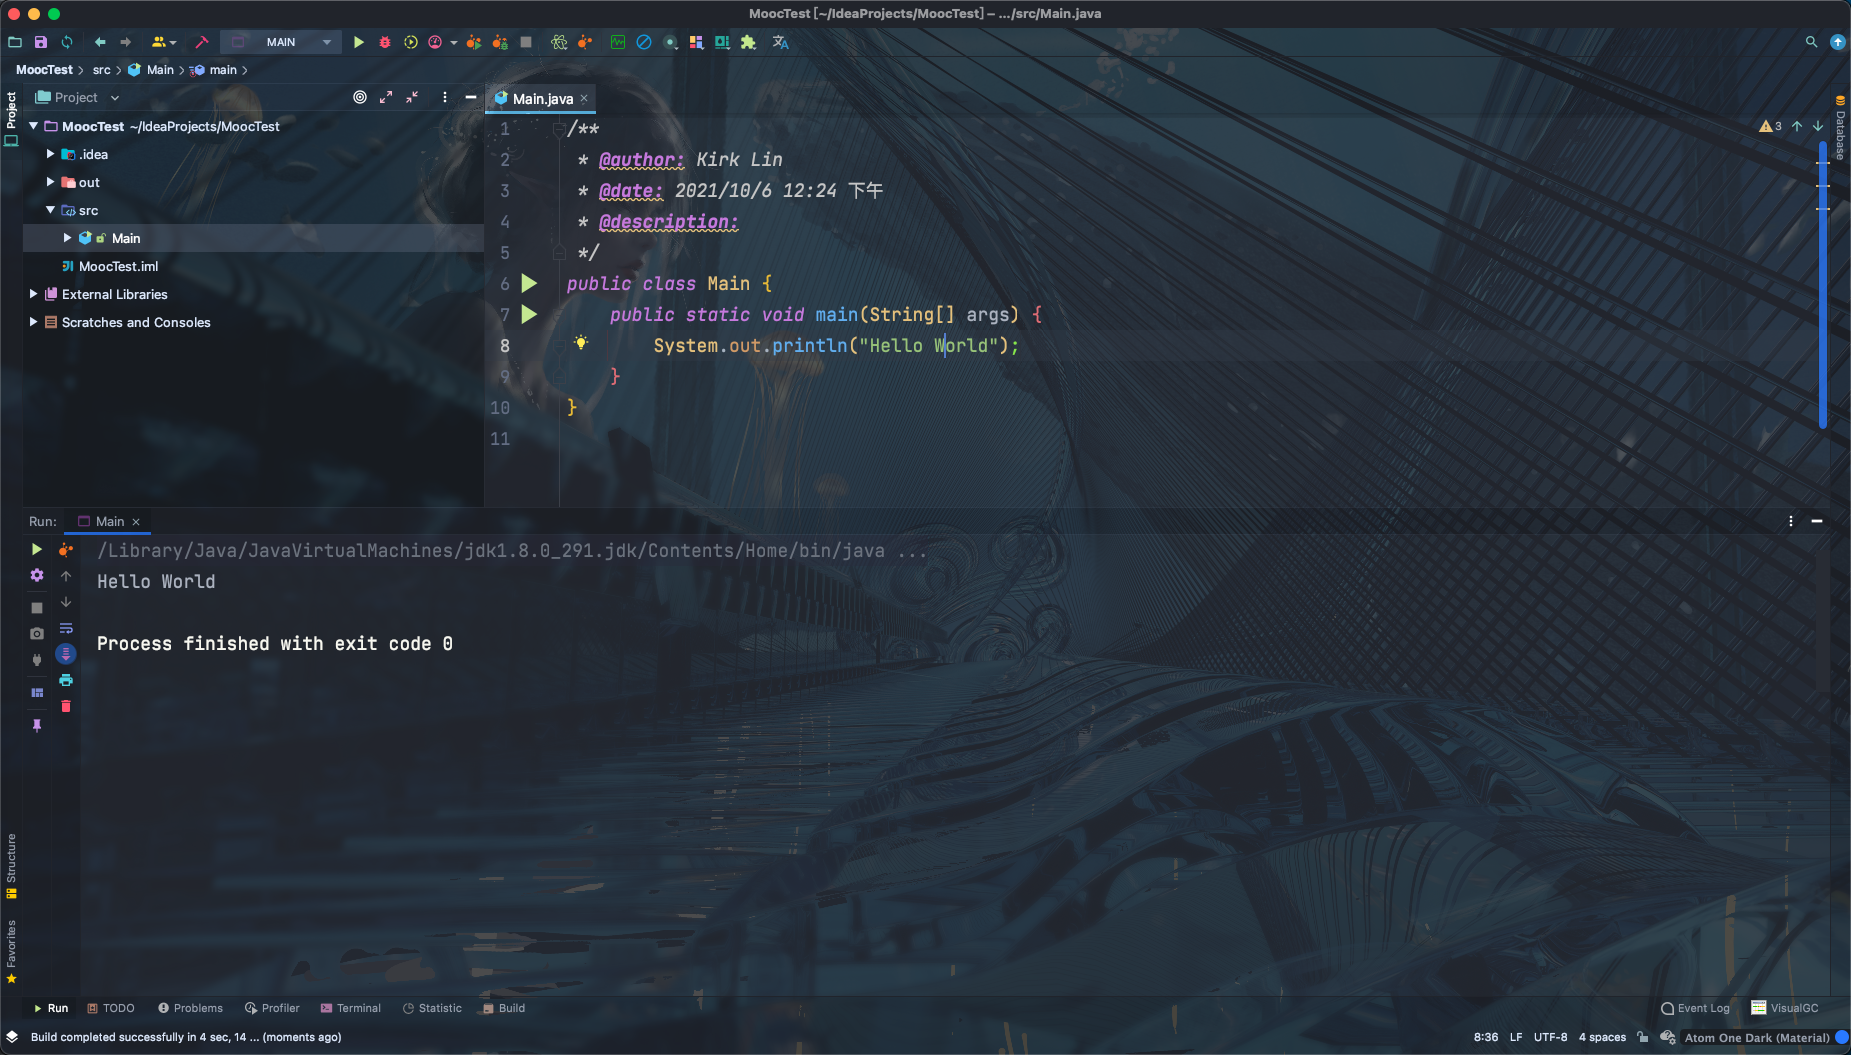 MoocTest [~/IdeaProjects/MoocTest] – .../src/Main.java
MAIN
MoocTest src Main main
Project
Project
Main.java
MoocTest ~/IdeaProjects/MoocTest
.idea
out
src
Main
MoocTest.iml
External Libraries
Scratches and Consoles
3
Database
1 /**
2 * @author: Kirk Lin
3 * @date: 2021/10/6 12:24 下午
4 * @description:
5 */
6 public class Main {
7 public static void main(String[] args) {
8 System.out.println("Hello World");
9 }
10 }
11
Run: Main
/Library/Java/JavaVirtualMachines/jdk1.8.0_291.jdk/Contents/Home/bin/java ...
Hello World
Process finished with exit code 0
Structure
Favorites
Run TODO Problems Profiler Terminal Statistic Build Event Log VisualGC
Build completed successfully in 4 sec, 14 ... (moments ago) 8:36 LF UTF-8 4 spaces Atom One Dark (Material)